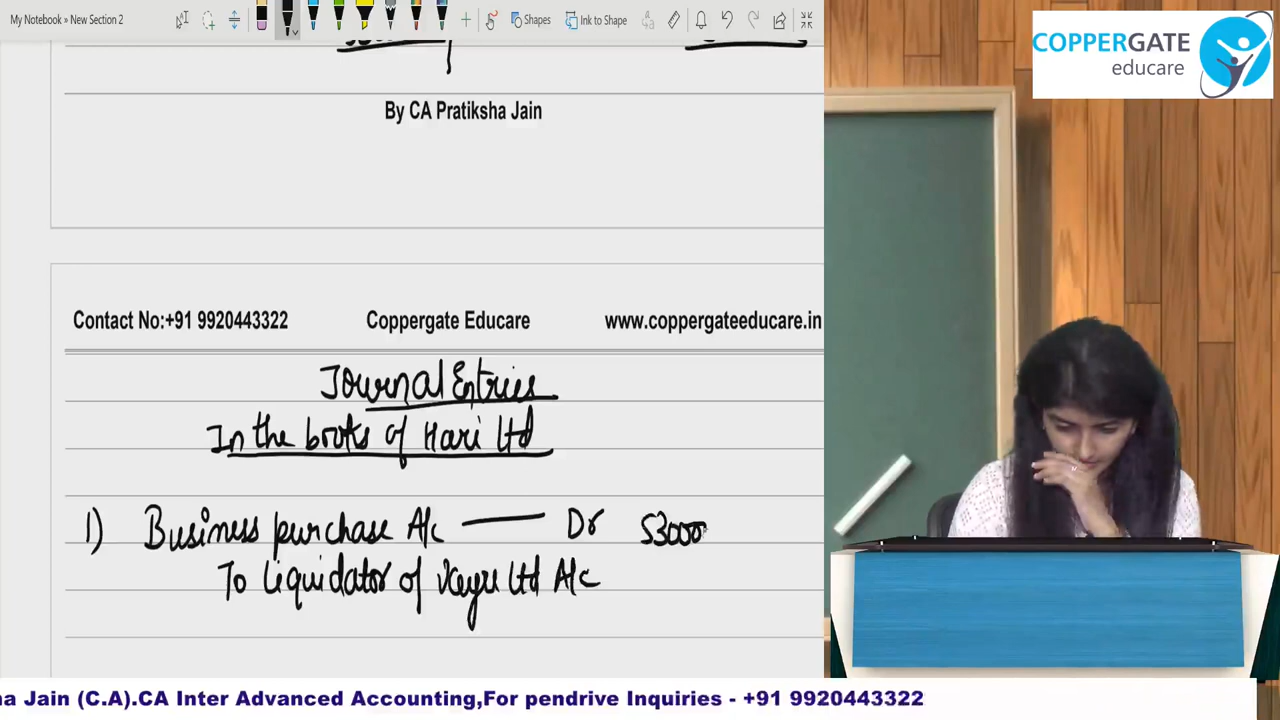 My Notebook » New Section 2
Shapes
Ink to Shape
COPPERGATE
educare
By CA Pratiksha Jain
Contact No:+91 9920443322 Coppergate Educare www.coppergateeducare.in
Journal Entries
In the books of Hari Ltd
1) Business purchase A/c —— Dr 53000
To Liquidator of Vayu Ltd A/c
na Jain (C.A).CA Inter Advanced Accounting,For pendrive Inquiries - +91 9920443322